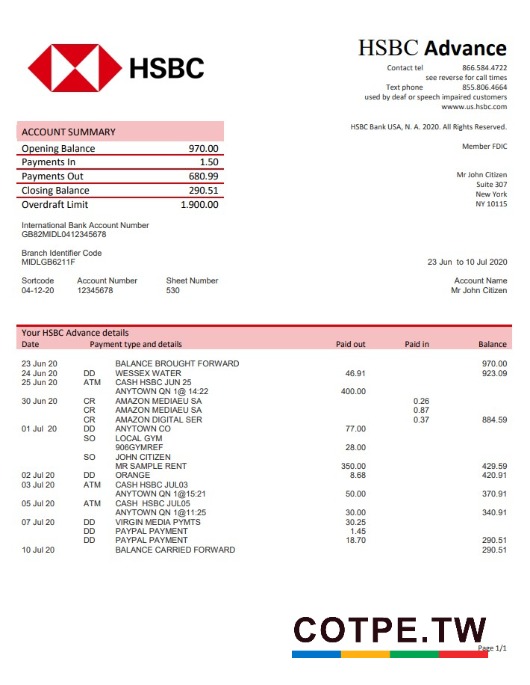 HSBC
HSBC Advance
Contact tel 866.584.4722
see reverse for call times
Text phone 855.806.4664
used by deaf or speech impaired customers
wwww.us.hsbc.com
HSBC Bank USA, N. A. 2020. All Rights Reserved.
Member FDIC
ACCOUNT SUMMARY
Opening Balance 970.00
Payments In 1.50
Payments Out 680.99
Closing Balance 290.51
Overdraft Limit 1.900.00
Mr John Citizen
Suite 307
New York
NY 10115
International Bank Account Number
GB82MIDL0412345678
Branch Identifier Code
MIDLGB6211F
23 Jun to 10 Jul 2020
Sortcode Account Number Sheet Number Account Name
04-12-20 12345678 530 Mr John Citizen
Your HSBC Advance details
Date Payment type and details Paid out Paid in Balance
23 Jun 20 BALANCE BROUGHT FORWARD 970.00
24 Jun 20 DD WESSEX WATER 46.91 923.09
25 Jun 20 ATM CASH HSBC JUN 25
ANYTOWN QN 1@ 14:22 400.00
30 Jun 20 CR AMAZON MEDIAEU SA 0.26
CR AMAZON MEDIAEU SA 0.87
CR AMAZON DIGITAL SER 0.37 884.59
01 Jul 20 DD ANYTOWN CO 77.00
SO LOCAL GYM
906GYMREF 28.00
SO JOHN CITIZEN
MR SAMPLE RENT 350.00 429.59
02 Jul 20 DD ORANGE 8.68 420.91
03 Jul 20 ATM CASH HSBC JUL03
ANYTOWN QN 1@15:21 50.00 370.91
05 Jul 20 ATM CASH HSBC JUL05
ANYTOWN QN 1@11:25 30.00 340.91
07 Jul 20 DD VIRGIN MEDIA PYMTS 30.25
DD PAYPAL PAYMENT 1.45
DD PAYPAL PAYMENT 18.70 290.51
10 Jul 20 BALANCE CARRIED FORWARD 290.51
COTPE.TW
Page 1/1